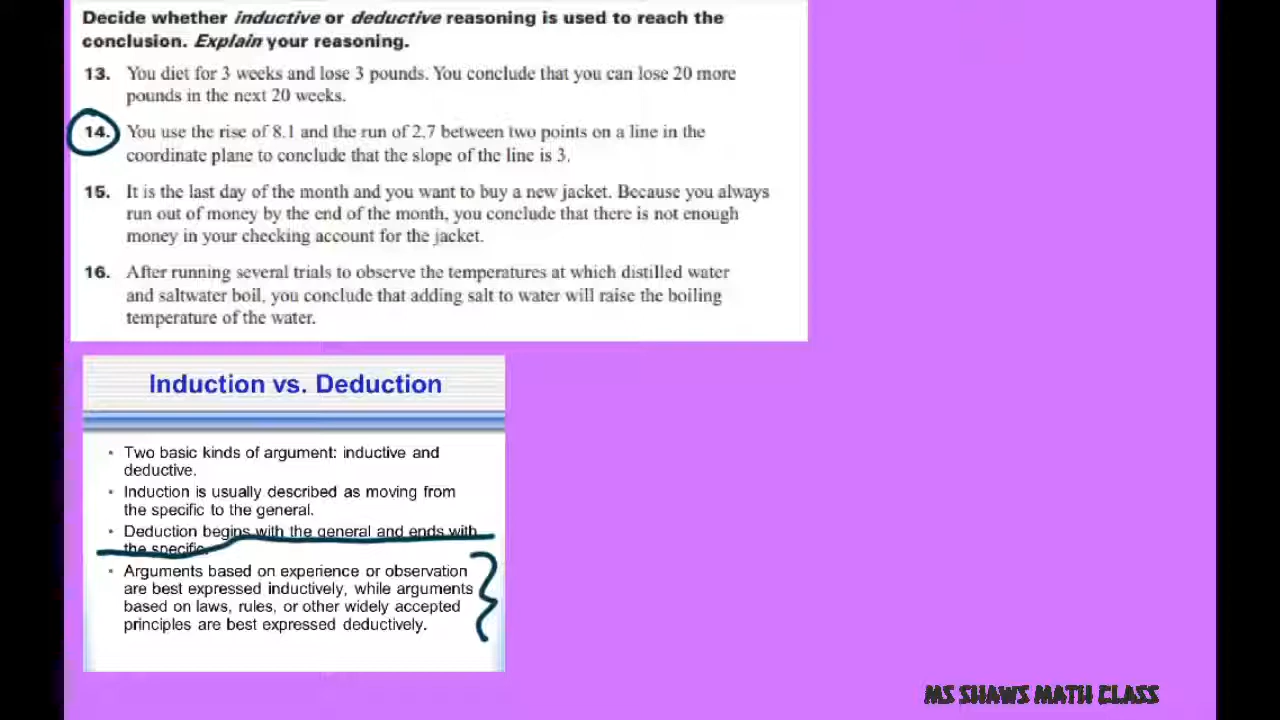 Decide whether inductive or deductive reasoning is used to reach the
conclusion. Explain your reasoning.
13. You diet for 3 weeks and lose 3 pounds. You conclude that you can lose 20 more
pounds in the next 20 weeks.
14. You use the rise of 8.1 and the run of 2.7 between two points on a line in the
coordinate plane to conclude that the slope of the line is 3.
15. It is the last day of the month and you want to buy a new jacket. Because you always
run out of money by the end of the month, you conclude that there is not enough
money in your checking account for the jacket.
16. After running several trials to observe the temperatures at which distilled water
and saltwater boil, you conclude that adding salt to water will raise the boiling
temperature of the water.
Induction vs. Deduction
• Two basic kinds of argument: inductive and
deductive.
• Induction is usually described as moving from
the specific to the general.
• Deduction begins with the general and ends with
the specific.
• Arguments based on experience or observation
are best expressed inductively, while arguments
based on laws, rules, or other widely accepted
principles are best expressed deductively.
MS SHAWS MATH CLASS